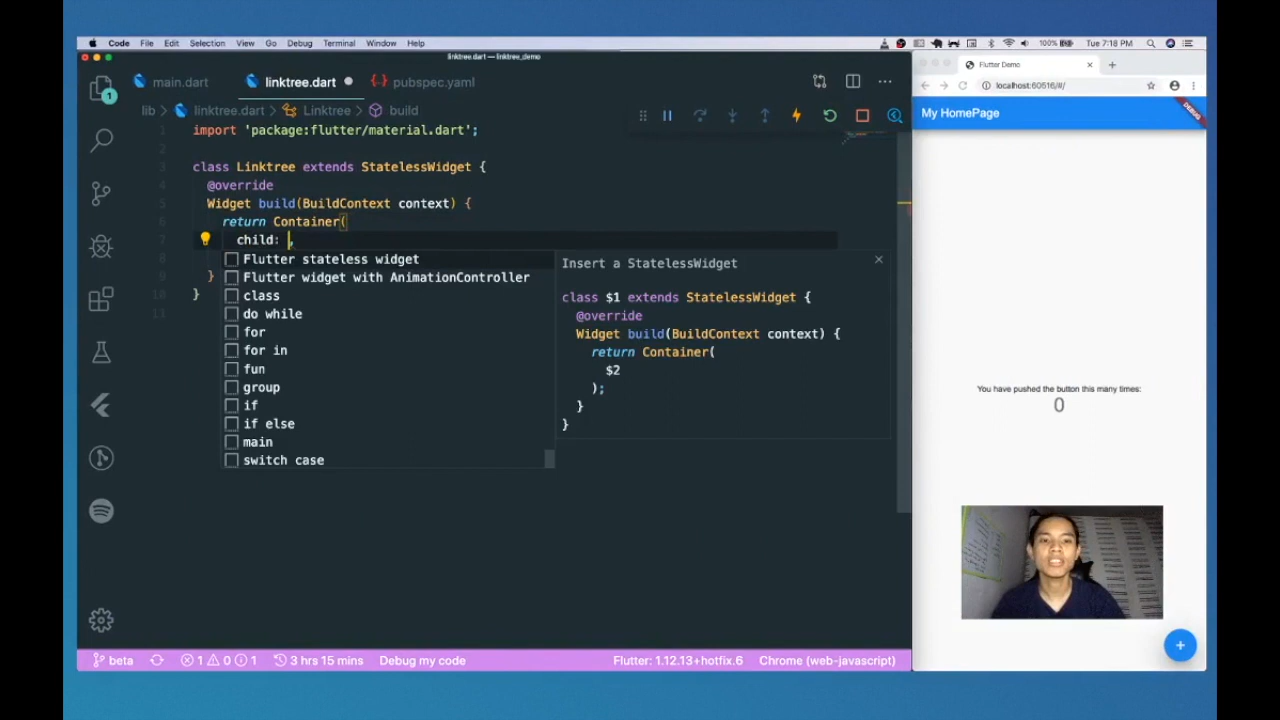 Code File Edit Selection View Go Debug Terminal Window Help
100% Tue 7:18 PM
linktree.dart — linktree_demo
main.dart linktree.dart pubspec.yaml
lib › linktree.dart › Linktree › build
1
1 import 'package:flutter/material.dart';
2
3 class Linktree extends StatelessWidget {
4 @override
5 Widget build(BuildContext context) {
6 return Container(
7 child: ,
8
9 }
10 }
11
Flutter stateless widget
Flutter widget with AnimationController
class
do while
for
for in
fun
group
if
if else
main
switch case
Insert a StatelessWidget
class $1 extends StatelessWidget {
@override
Widget build(BuildContext context) {
return Container(
$2
);
}
}
beta 1 0 1 3 hrs 15 mins Debug my code Flutter: 1.12.13+hotfix.6 Chrome (web-javascript)
Flutter Demo
localhost:60516/#/
My HomePage
DEBUG
You have pushed the button this many times:
0
+